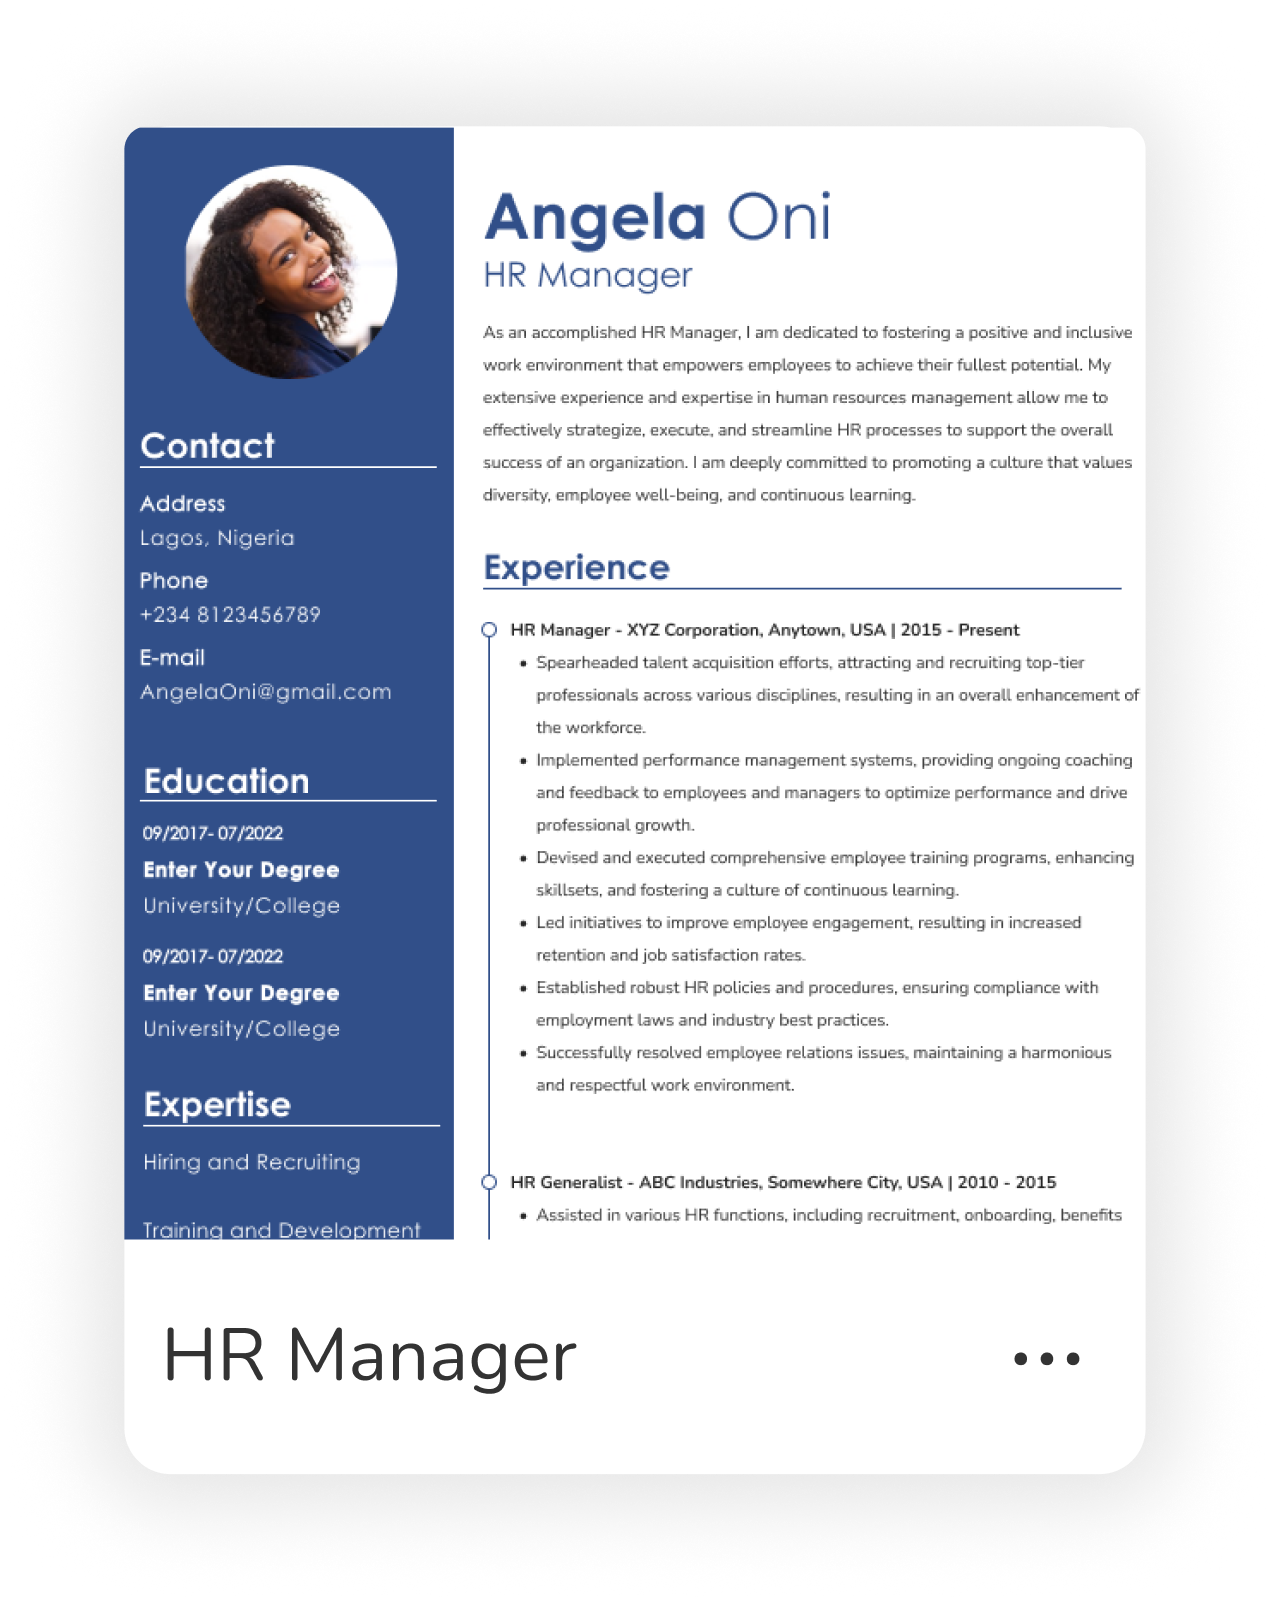 Angela Oni
HR Manager
As an accomplished HR Manager, I am dedicated to fostering a positive and inclusive
work environment that empowers employees to achieve their fullest potential. My
extensive experience and expertise in human resources management allow me to
effectively strategize, execute, and streamline HR processes to support the overall
success of an organization. I am deeply committed to promoting a culture that values
diversity, employee well-being, and continuous learning.
Contact
Address
Lagos, Nigeria
Phone
+234 8123456789
E-mail
AngelaOni@gmail.com
Education
09/2017- 07/2022
Enter Your Degree
University/College
09/2017- 07/2022
Enter Your Degree
University/College
Expertise
Hiring and Recruiting
Training and Development
Experience
HR Manager - XYZ Corporation, Anytown, USA | 2015 - Present
• Spearheaded talent acquisition efforts, attracting and recruiting top-tier
professionals across various disciplines, resulting in an overall enhancement of
the workforce.
• Implemented performance management systems, providing ongoing coaching
and feedback to employees and managers to optimize performance and drive
professional growth.
• Devised and executed comprehensive employee training programs, enhancing
skillsets, and fostering a culture of continuous learning.
• Led initiatives to improve employee engagement, resulting in increased
retention and job satisfaction rates.
• Established robust HR policies and procedures, ensuring compliance with
employment laws and industry best practices.
• Successfully resolved employee relations issues, maintaining a harmonious
and respectful work environment.
HR Generalist - ABC Industries, Somewhere City, USA | 2010 - 2015
• Assisted in various HR functions, including recruitment, onboarding, benefits
HR Manager